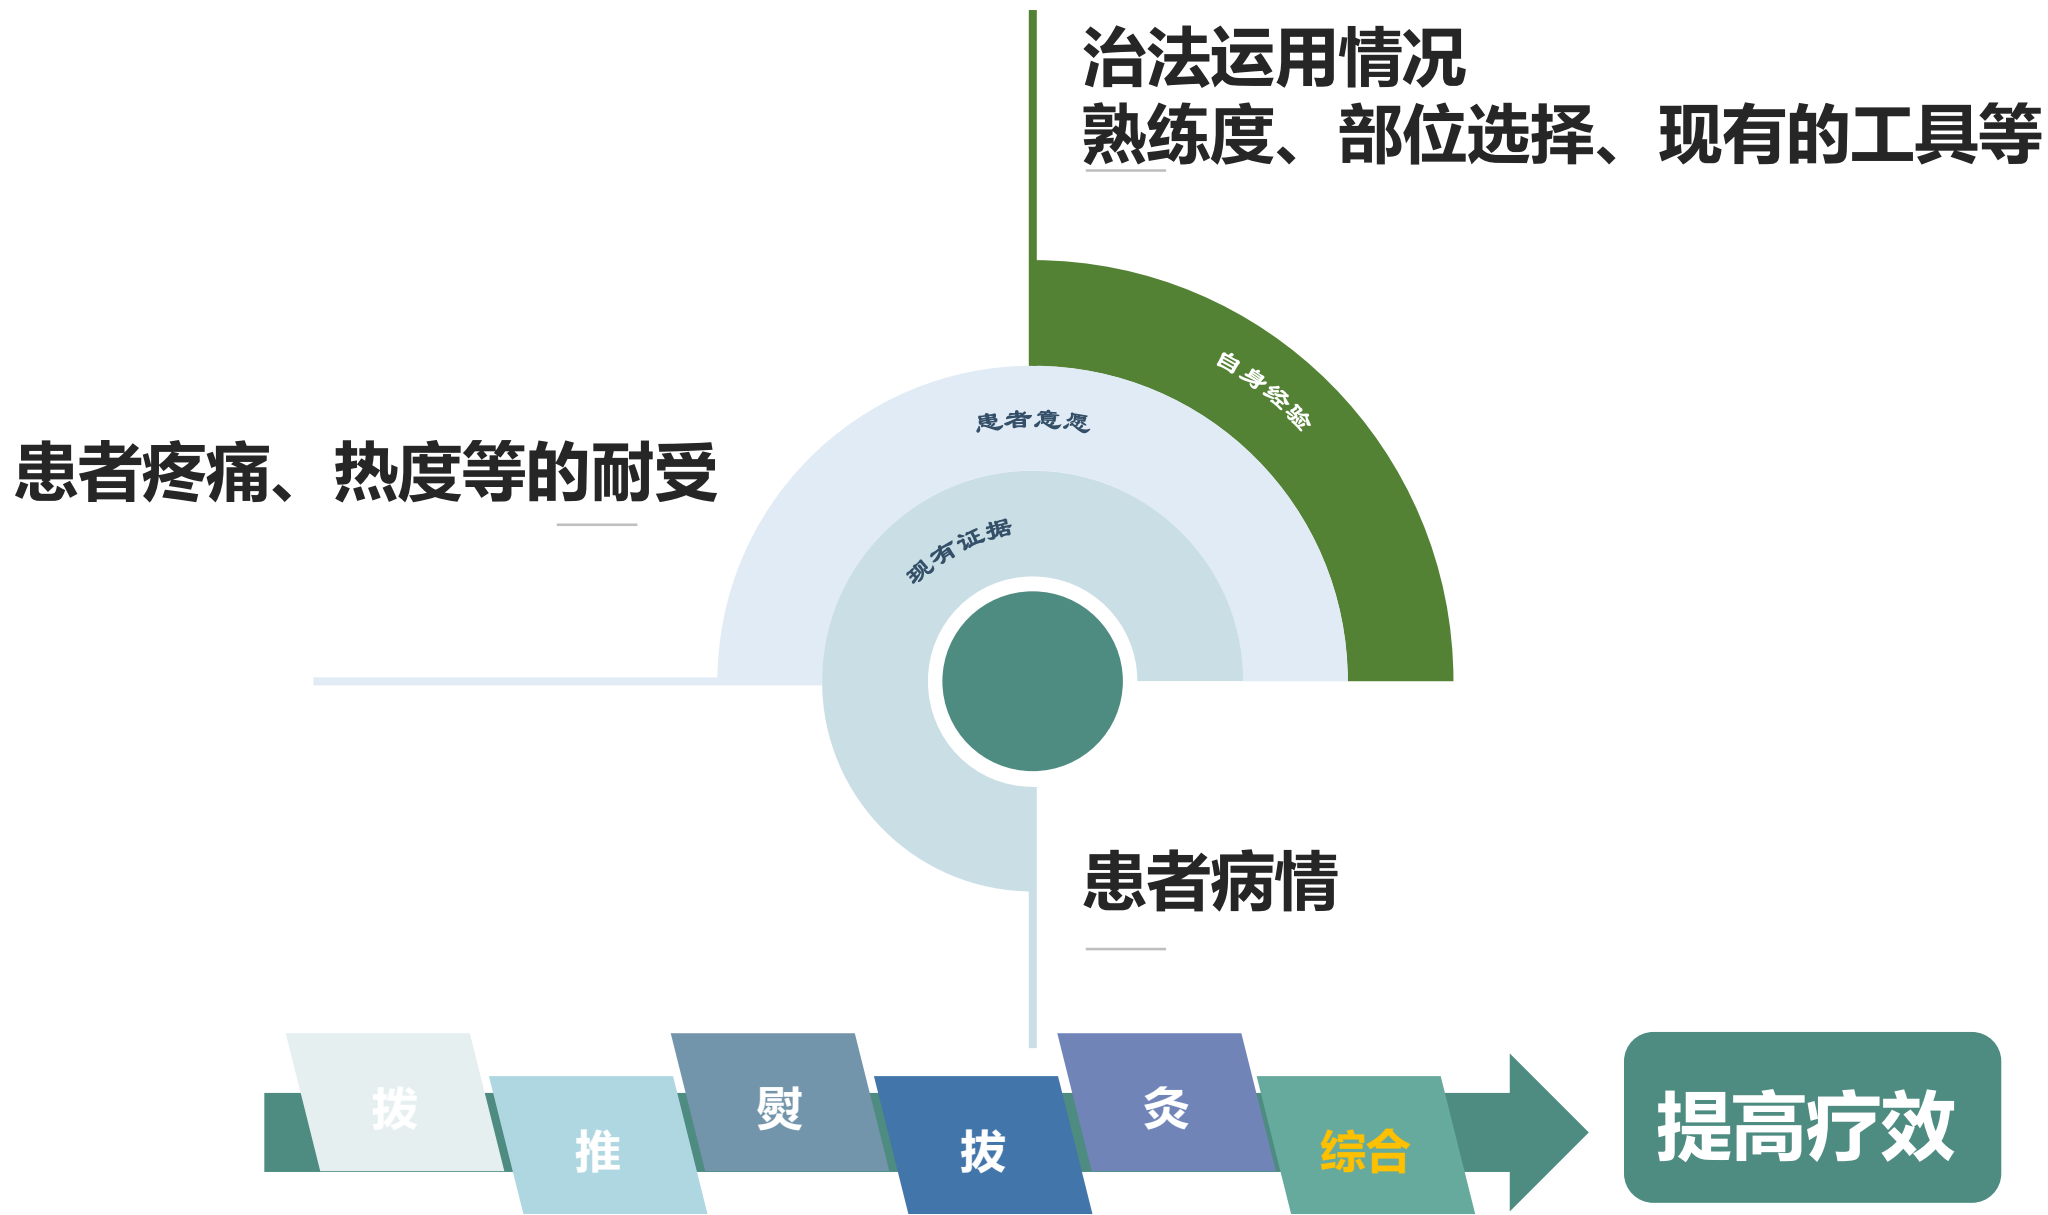 治法运用情况
熟练度、部位选择、现有的工具等
自身经验
患者意愿
患者疼痛、热度等的耐受
现有证据
患者病情
拨
推
熨
拔
灸
综合
提高疗效